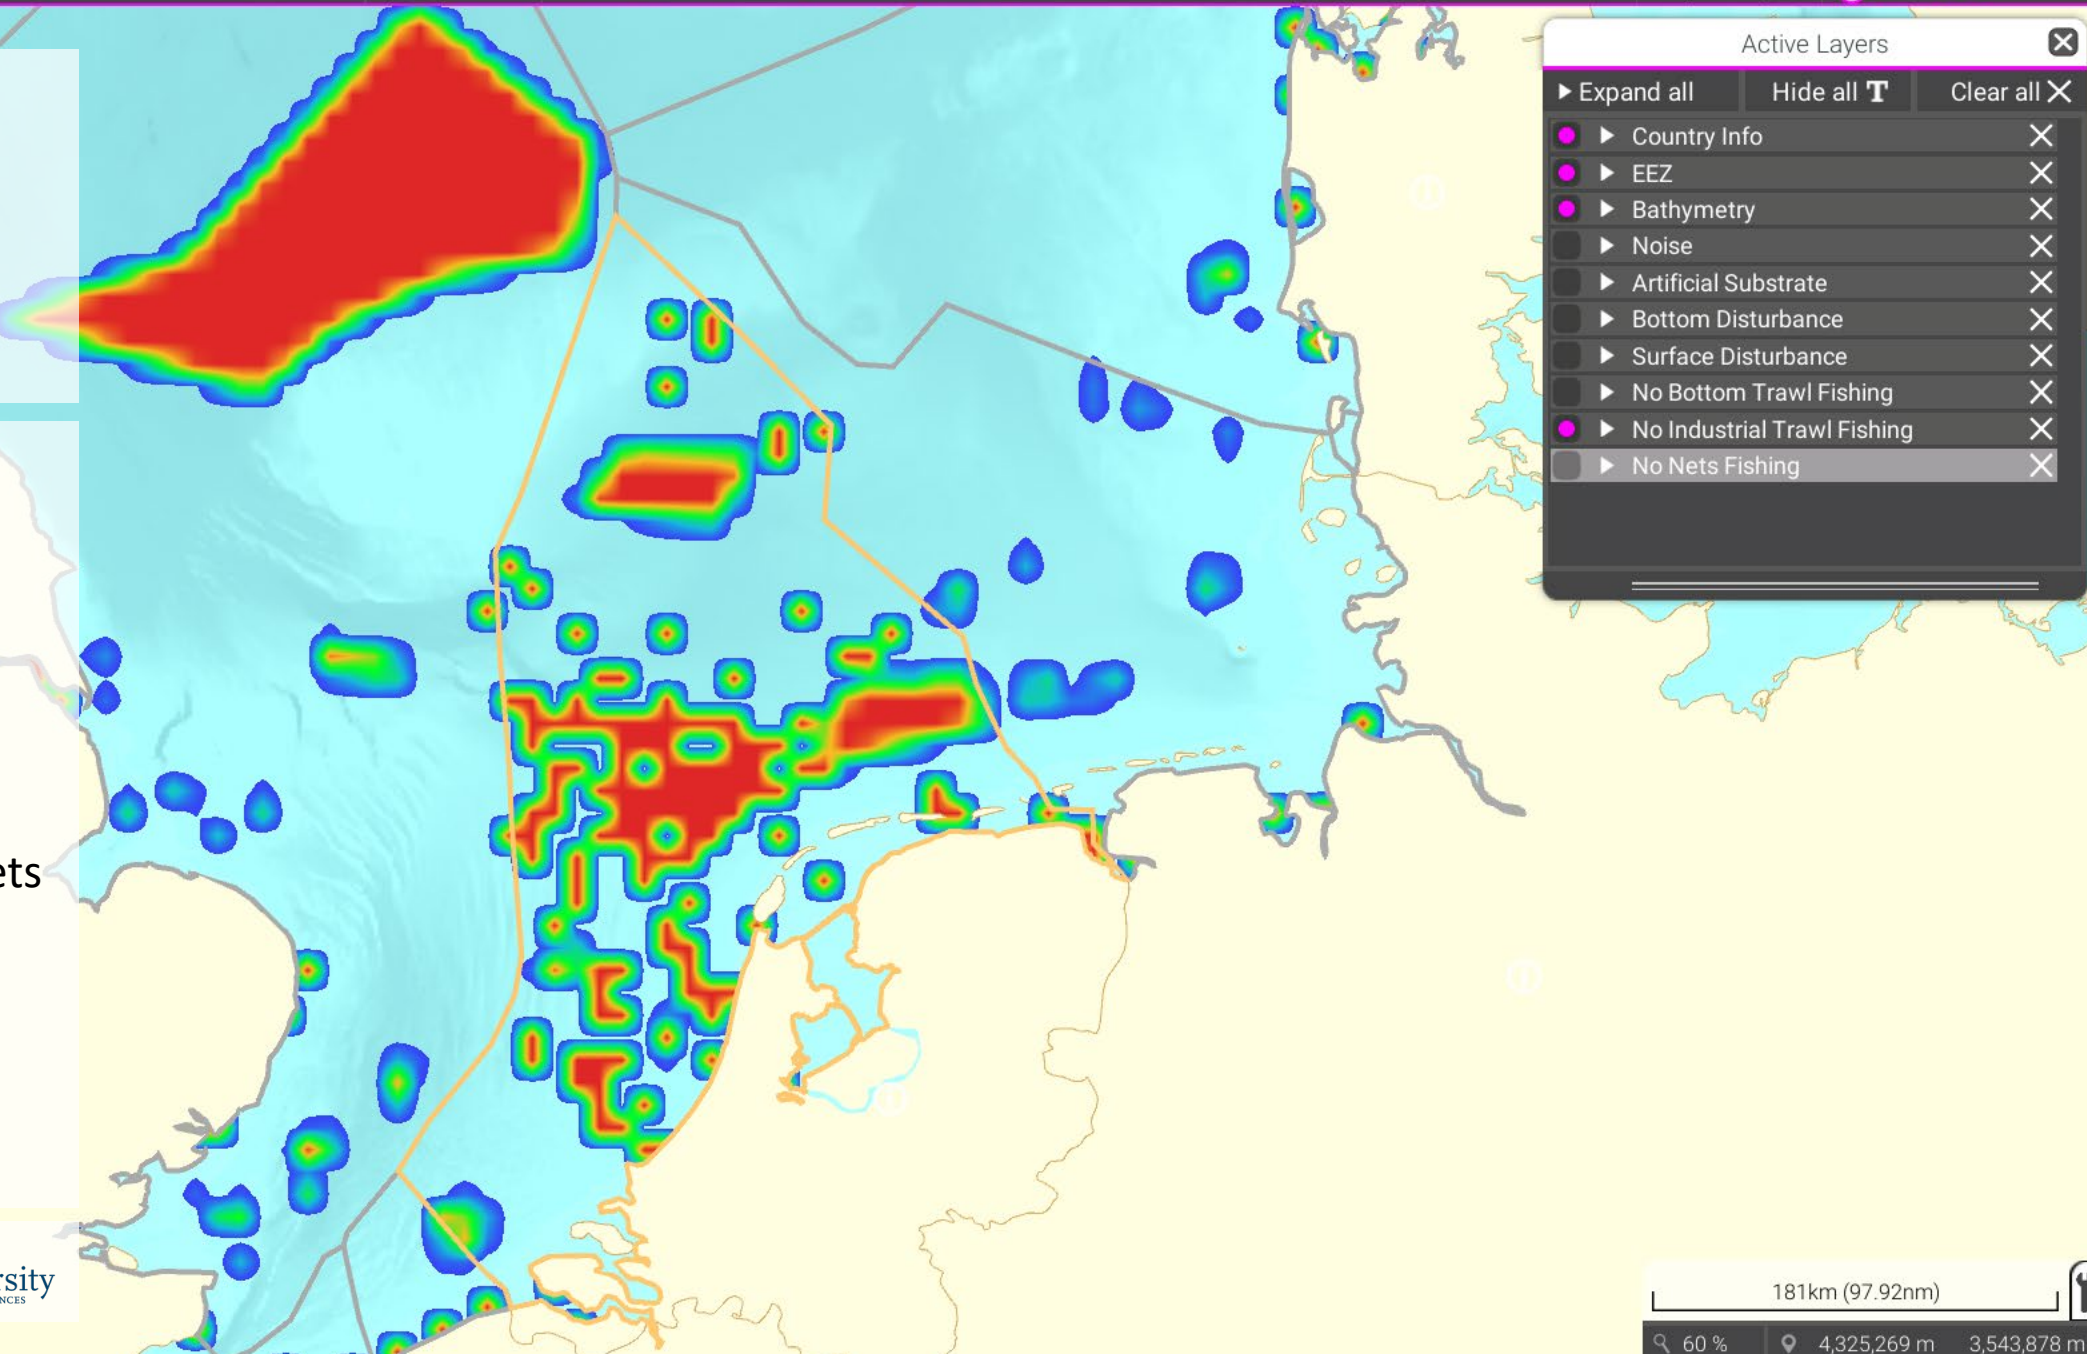 Active Layers
Expand all Hide all Clear all
Country Info
EEZ
Bathymetry
Noise
Artificial Substrate
Bottom Disturbance
Surface Disturbance
No Bottom Trawl Fishing
No Industrial Trawl Fishing
No Nets Fishing
ets
rsity
NCES
181km (97.92nm)
60 % 4,325,269 m 3,543,878 m